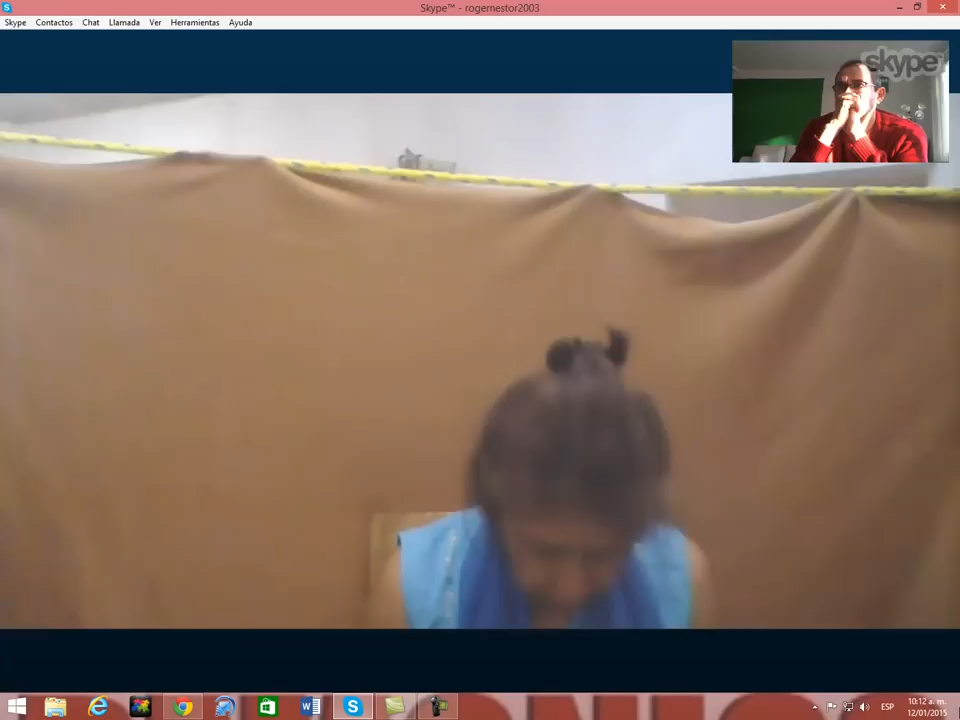 Skype™ - rogernestor2003
Skype Contactos Chat Llamada Ver Herramientas Ayuda
skype
ESP
10:12 a. m.
12/01/2015